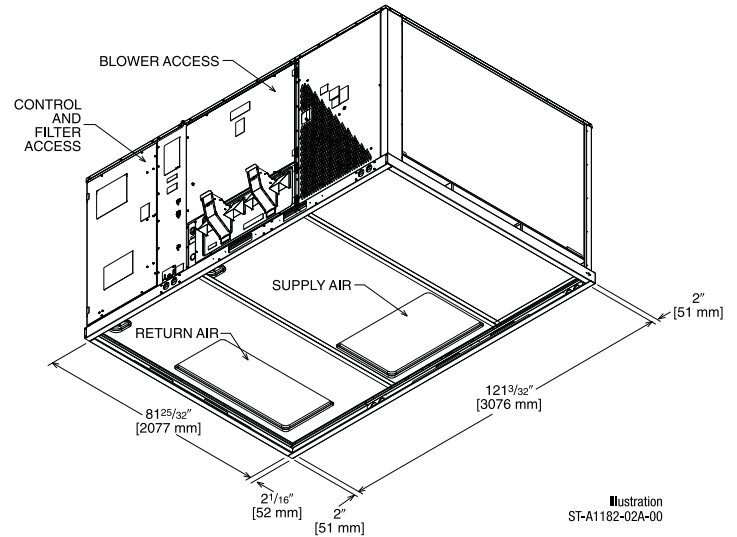 BLOWER ACCESS
CONTROL
AND
FILTER
ACCESS
SUPPLY AIR
RETURN AIR
2"
[51 mm]
121 3/32"
[3076 mm]
81 25/32"
[2077 mm]
2 1/16"
[52 mm]
2"
[51 mm]
Illustration
ST-A1182-02A-00